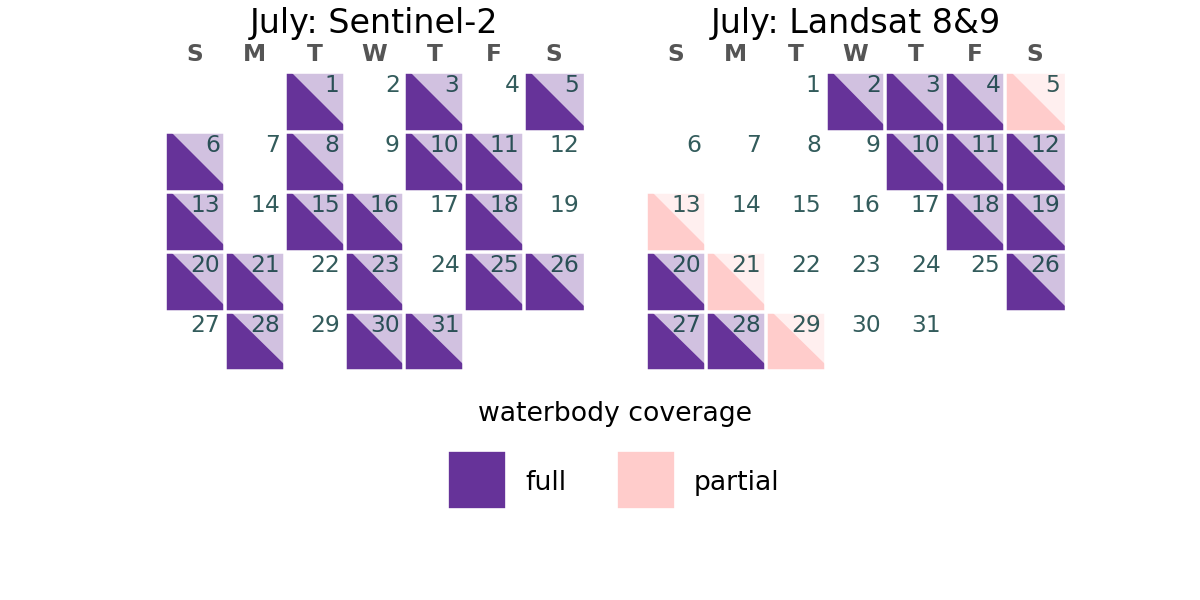 July: Sentinel-2
S M T W T F S
1 2 3 4 5
6 7 8 9 10 11 12
13 14 15 16 17 18 19
20 21 22 23 24 25 26
27 28 29 30 31
July: Landsat 8&9
S M T W T F S
1 2 3 4 5
6 7 8 9 10 11 12
13 14 15 16 17 18 19
20 21 22 23 24 25 26
27 28 29 30 31
waterbody coverage
full
partial